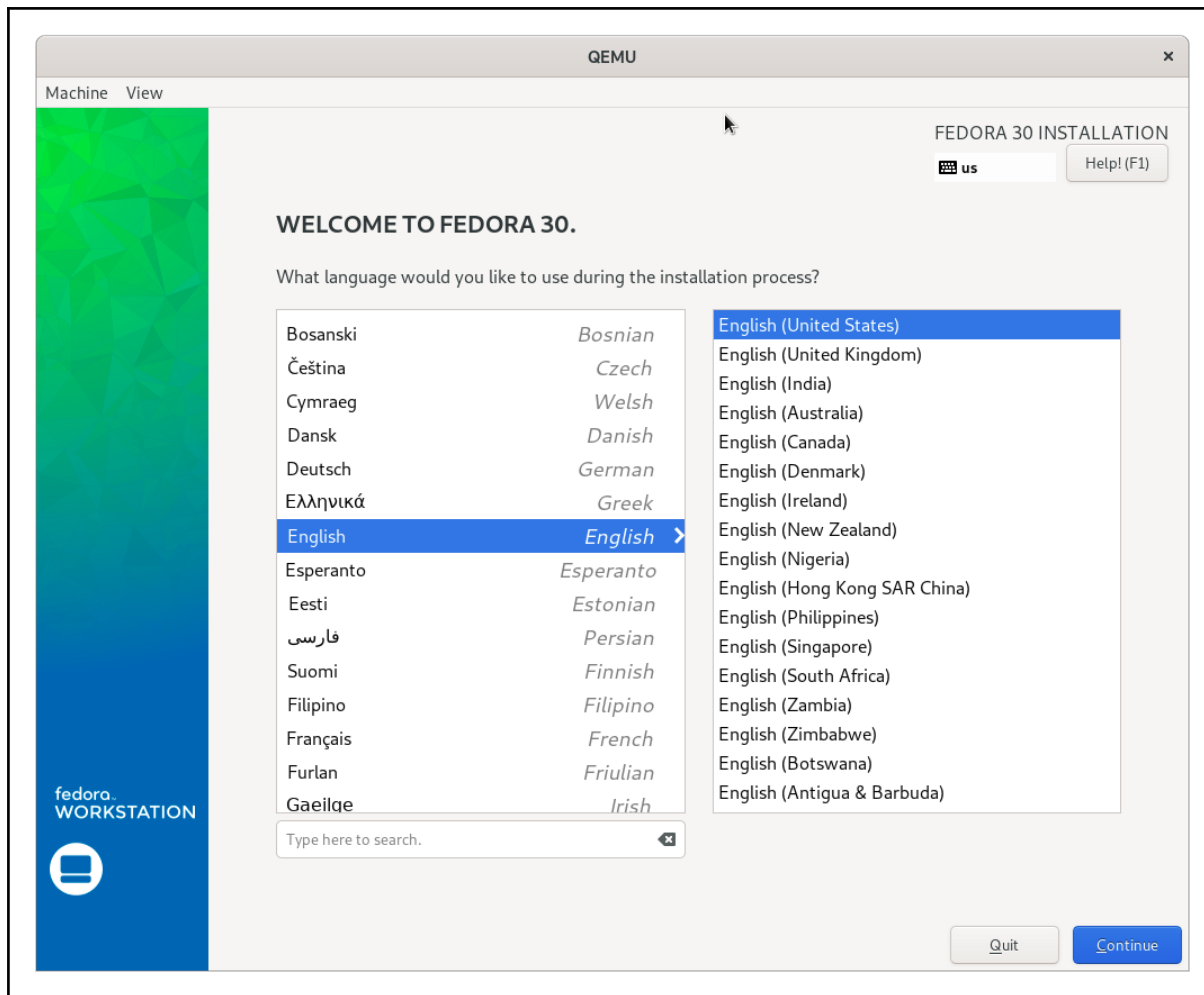 QEMU
Machine View
FEDORA 30 INSTALLATION
us
Help! (F1)
WELCOME TO FEDORA 30.
What language would you like to use during the installation process?
Bosanski Bosnian
Čeština Czech
Cymraeg Welsh
Dansk Danish
Deutsch German
Ελληνικά Greek
English English
Esperanto Esperanto
Eesti Estonian
فارسی Persian
Suomi Finnish
Filipino Filipino
Français French
Furlan Friulian
Gaeilge Irish
Type here to search.
English (United States)
English (United Kingdom)
English (India)
English (Australia)
English (Canada)
English (Denmark)
English (Ireland)
English (New Zealand)
English (Nigeria)
English (Hong Kong SAR China)
English (Philippines)
English (Singapore)
English (South Africa)
English (Zambia)
English (Zimbabwe)
English (Botswana)
English (Antigua & Barbuda)
fedora™
WORKSTATION
Quit
Continue